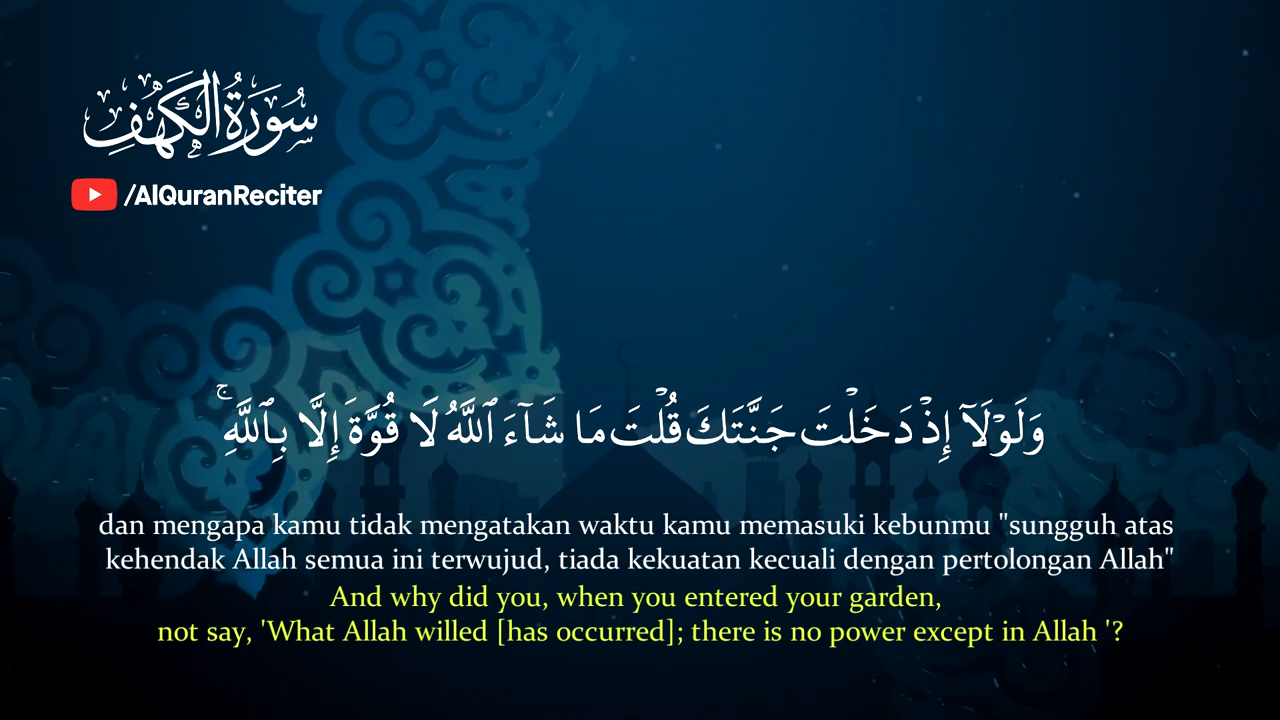 سُورَةُ الْكَهْفِ
/AlQuranReciter
وَلَوْلَآ إِذْ دَخَلْتَ جَنَّتَكَ قُلْتَ مَا شَآءَ ٱللَّهُ لَا قُوَّةَ إِلَّا بِٱللَّهِ ۚ
dan mengapa kamu tidak mengatakan waktu kamu memasuki kebunmu "sungguh atas
kehendak Allah semua ini terwujud, tiada kekuatan kecuali dengan pertolongan Allah"
And why did you, when you entered your garden,
not say, 'What Allah willed [has occurred]; there is no power except in Allah '?